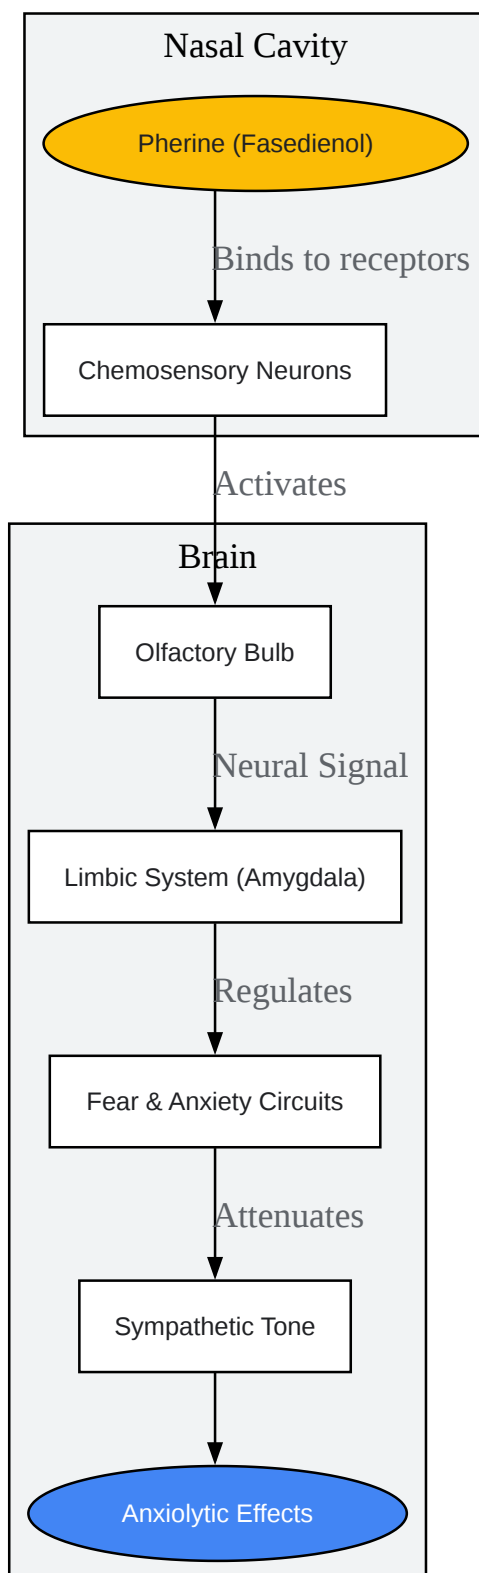 Nasal Cavity
Pherine (Fasedienol)
Binds to receptors
Chemosensory Neurons
Activates
Brain
Olfactory Bulb
Neural Signal
Limbic System (Amygdala)
Regulates
Fear & Anxiety Circuits
Attenuates
Sympathetic Tone
Anxiolytic Effects